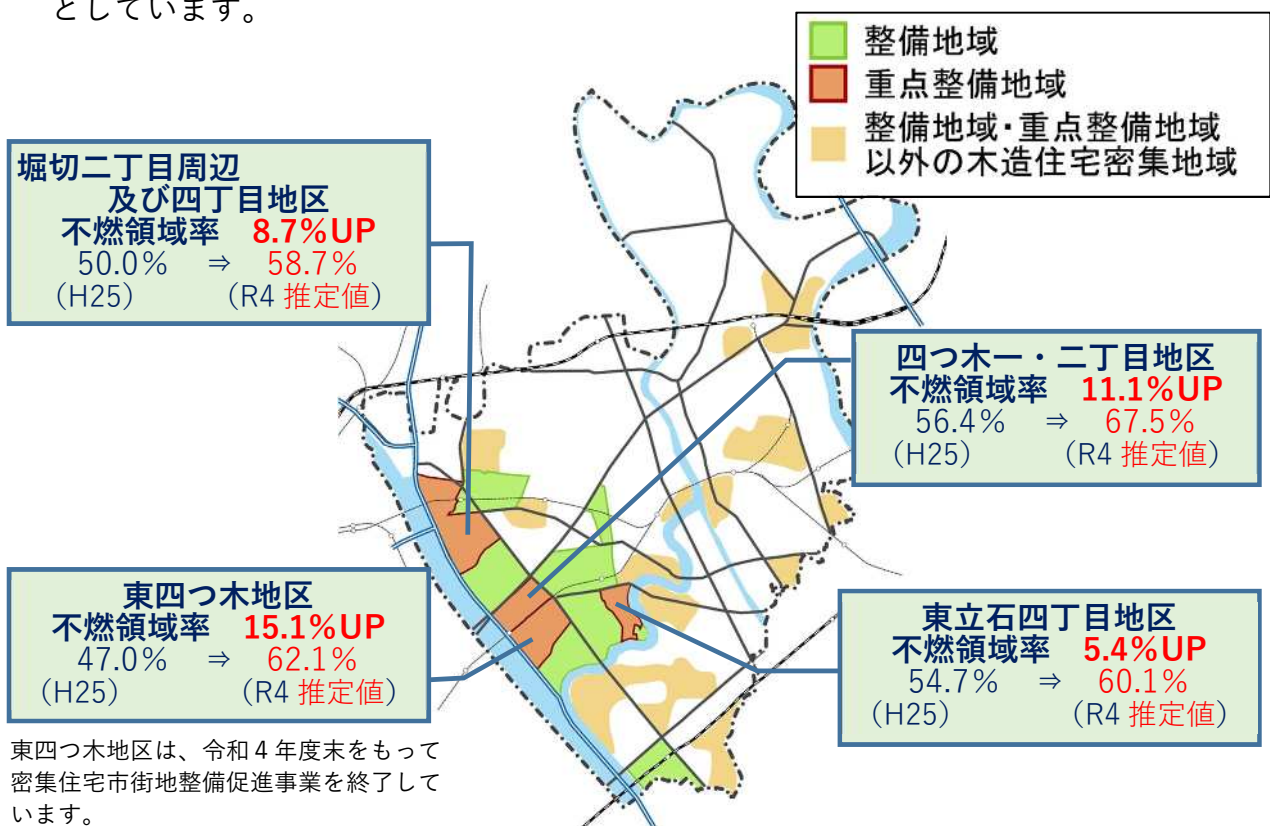 としています。
整備地域
重点整備地域
整備地域・重点整備地域
以外の木造住宅密集地域
堀切二丁目周辺
及び四丁目地区
不燃領域率 8.7%UP
50.0% ⇒ 58.7%
（H25） （R4 推定値）
四つ木一・二丁目地区
不燃領域率 11.1%UP
56.4% ⇒ 67.5%
（H25） （R4 推定値）
東四つ木地区
不燃領域率 15.1%UP
47.0% ⇒ 62.1%
（H25） （R4 推定値）
東立石四丁目地区
不燃領域率 5.4%UP
54.7% ⇒ 60.1%
（H25） （R4 推定値）
東四つ木地区は、令和４年度末をもって
密集住宅市街地整備促進事業を終了して
います。